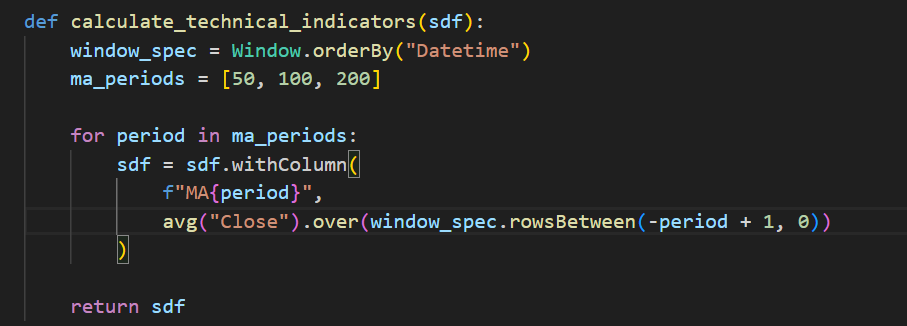 def calculate_technical_indicators(sdf):
    window_spec = Window.orderBy("Datetime")
    ma_periods = [50, 100, 200]

    for period in ma_periods:
        sdf = sdf.withColumn(
            f"MA{period}",
            avg("Close").over(window_spec.rowsBetween(-period + 1, 0))
        )

    return sdf